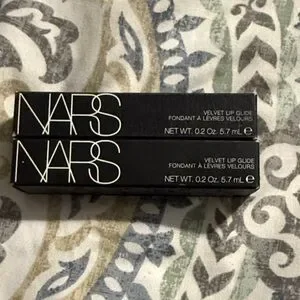 NARS
VELVET LIP GLIDE
FONDANT À LÈVRES VELOURS
NET WT. 0.2 Oz. 5.7 mL ℮
NARS
VELVET LIP GLIDE
FONDANT À LÈVRES VELOURS
NET WT. 0.2 Oz. 5.7 mL ℮